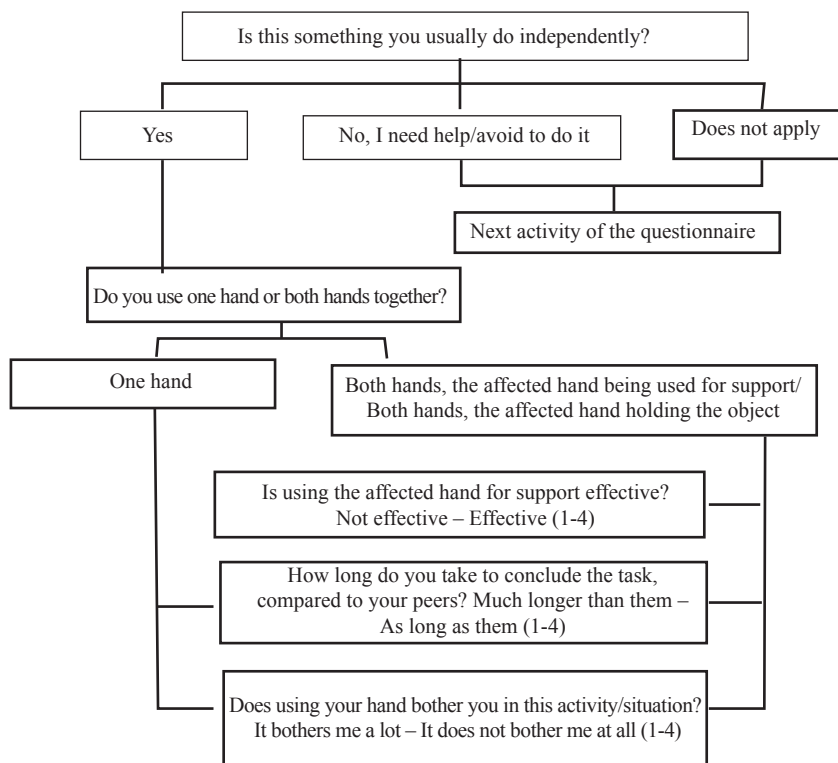 Is this something you usually do independently?
Yes
No, I need help/avoid to do it
Does not apply
Next activity of the questionnaire
Do you use one hand or both hands together?
One hand
Both hands, the affected hand being used for support/
Both hands, the affected hand holding the object
Is using the affected hand for support effective?
Not effective – Effective (1-4)
How long do you take to conclude the task,
compared to your peers? Much longer than them –
As long as them (1-4)
Does using your hand bother you in this activity/situation?
It bothers me a lot – It does not bother me at all (1-4)